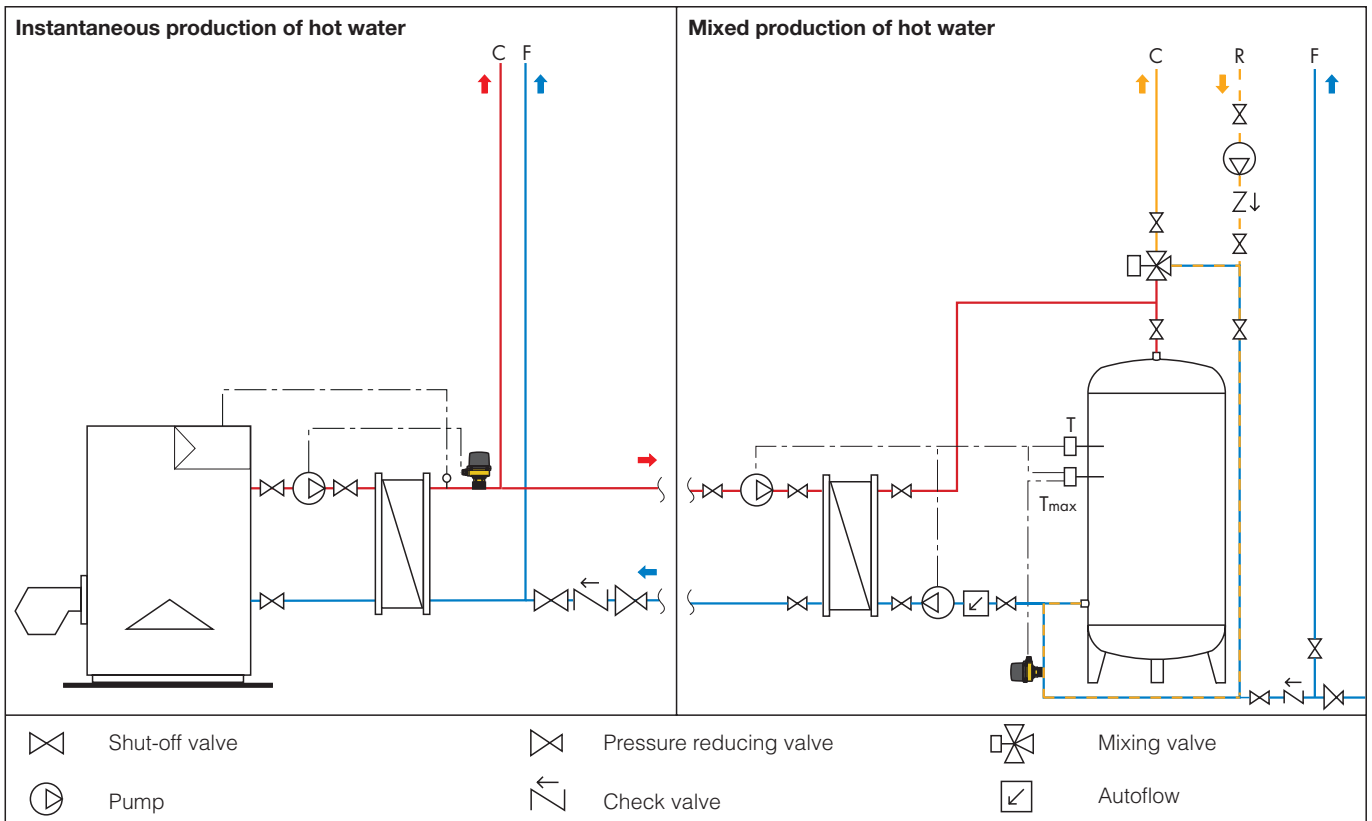 Instantaneous production of hot water
C F
Mixed production of hot water
C R F
T
Tmax
Shut-off valve
Pressure reducing valve
Mixing valve
Pump
Check valve
Autoflow